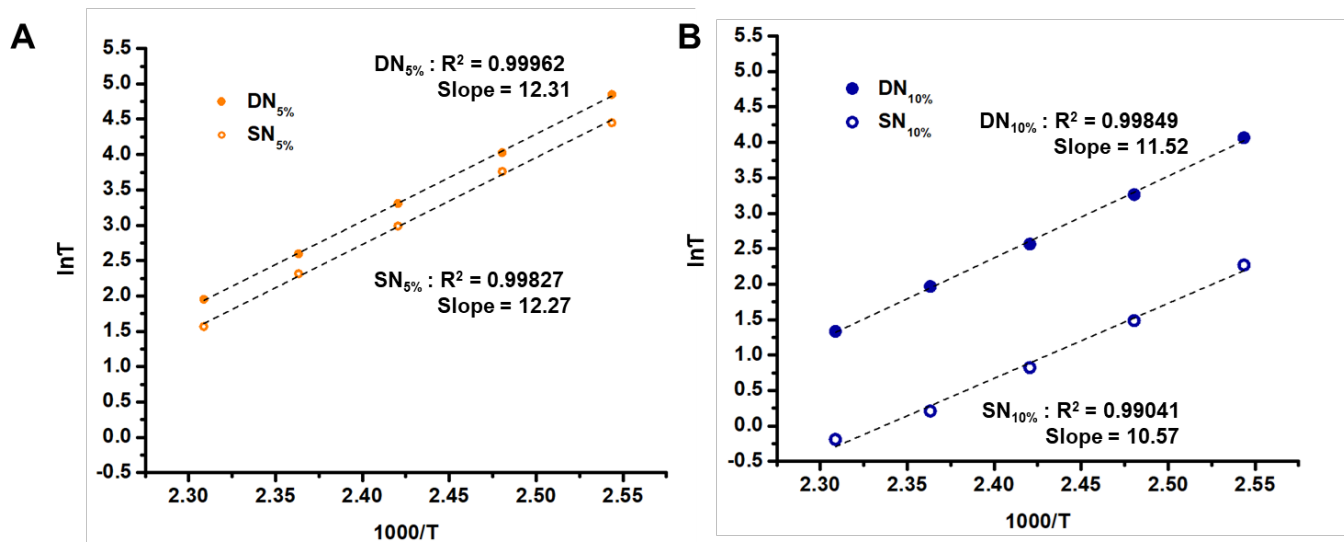 A
5.5
5.0
4.5
4.0
3.5
3.0
2.5
2.0
1.5
1.0
0.5
0.0
-0.5
lnT
DN5%
SN5%
DN5% : R² = 0.99962
Slope = 12.31
SN5% : R² = 0.99827
Slope = 12.27
2.30 2.35 2.40 2.45 2.50 2.55
1000/T
B
5.5
5.0
4.5
4.0
3.5
3.0
2.5
2.0
1.5
1.0
0.5
0.0
-0.5
lnT
DN10%
SN10%
DN10% : R² = 0.99849
Slope = 11.52
SN10% : R² = 0.99041
Slope = 10.57
2.30 2.35 2.40 2.45 2.50 2.55
1000/T